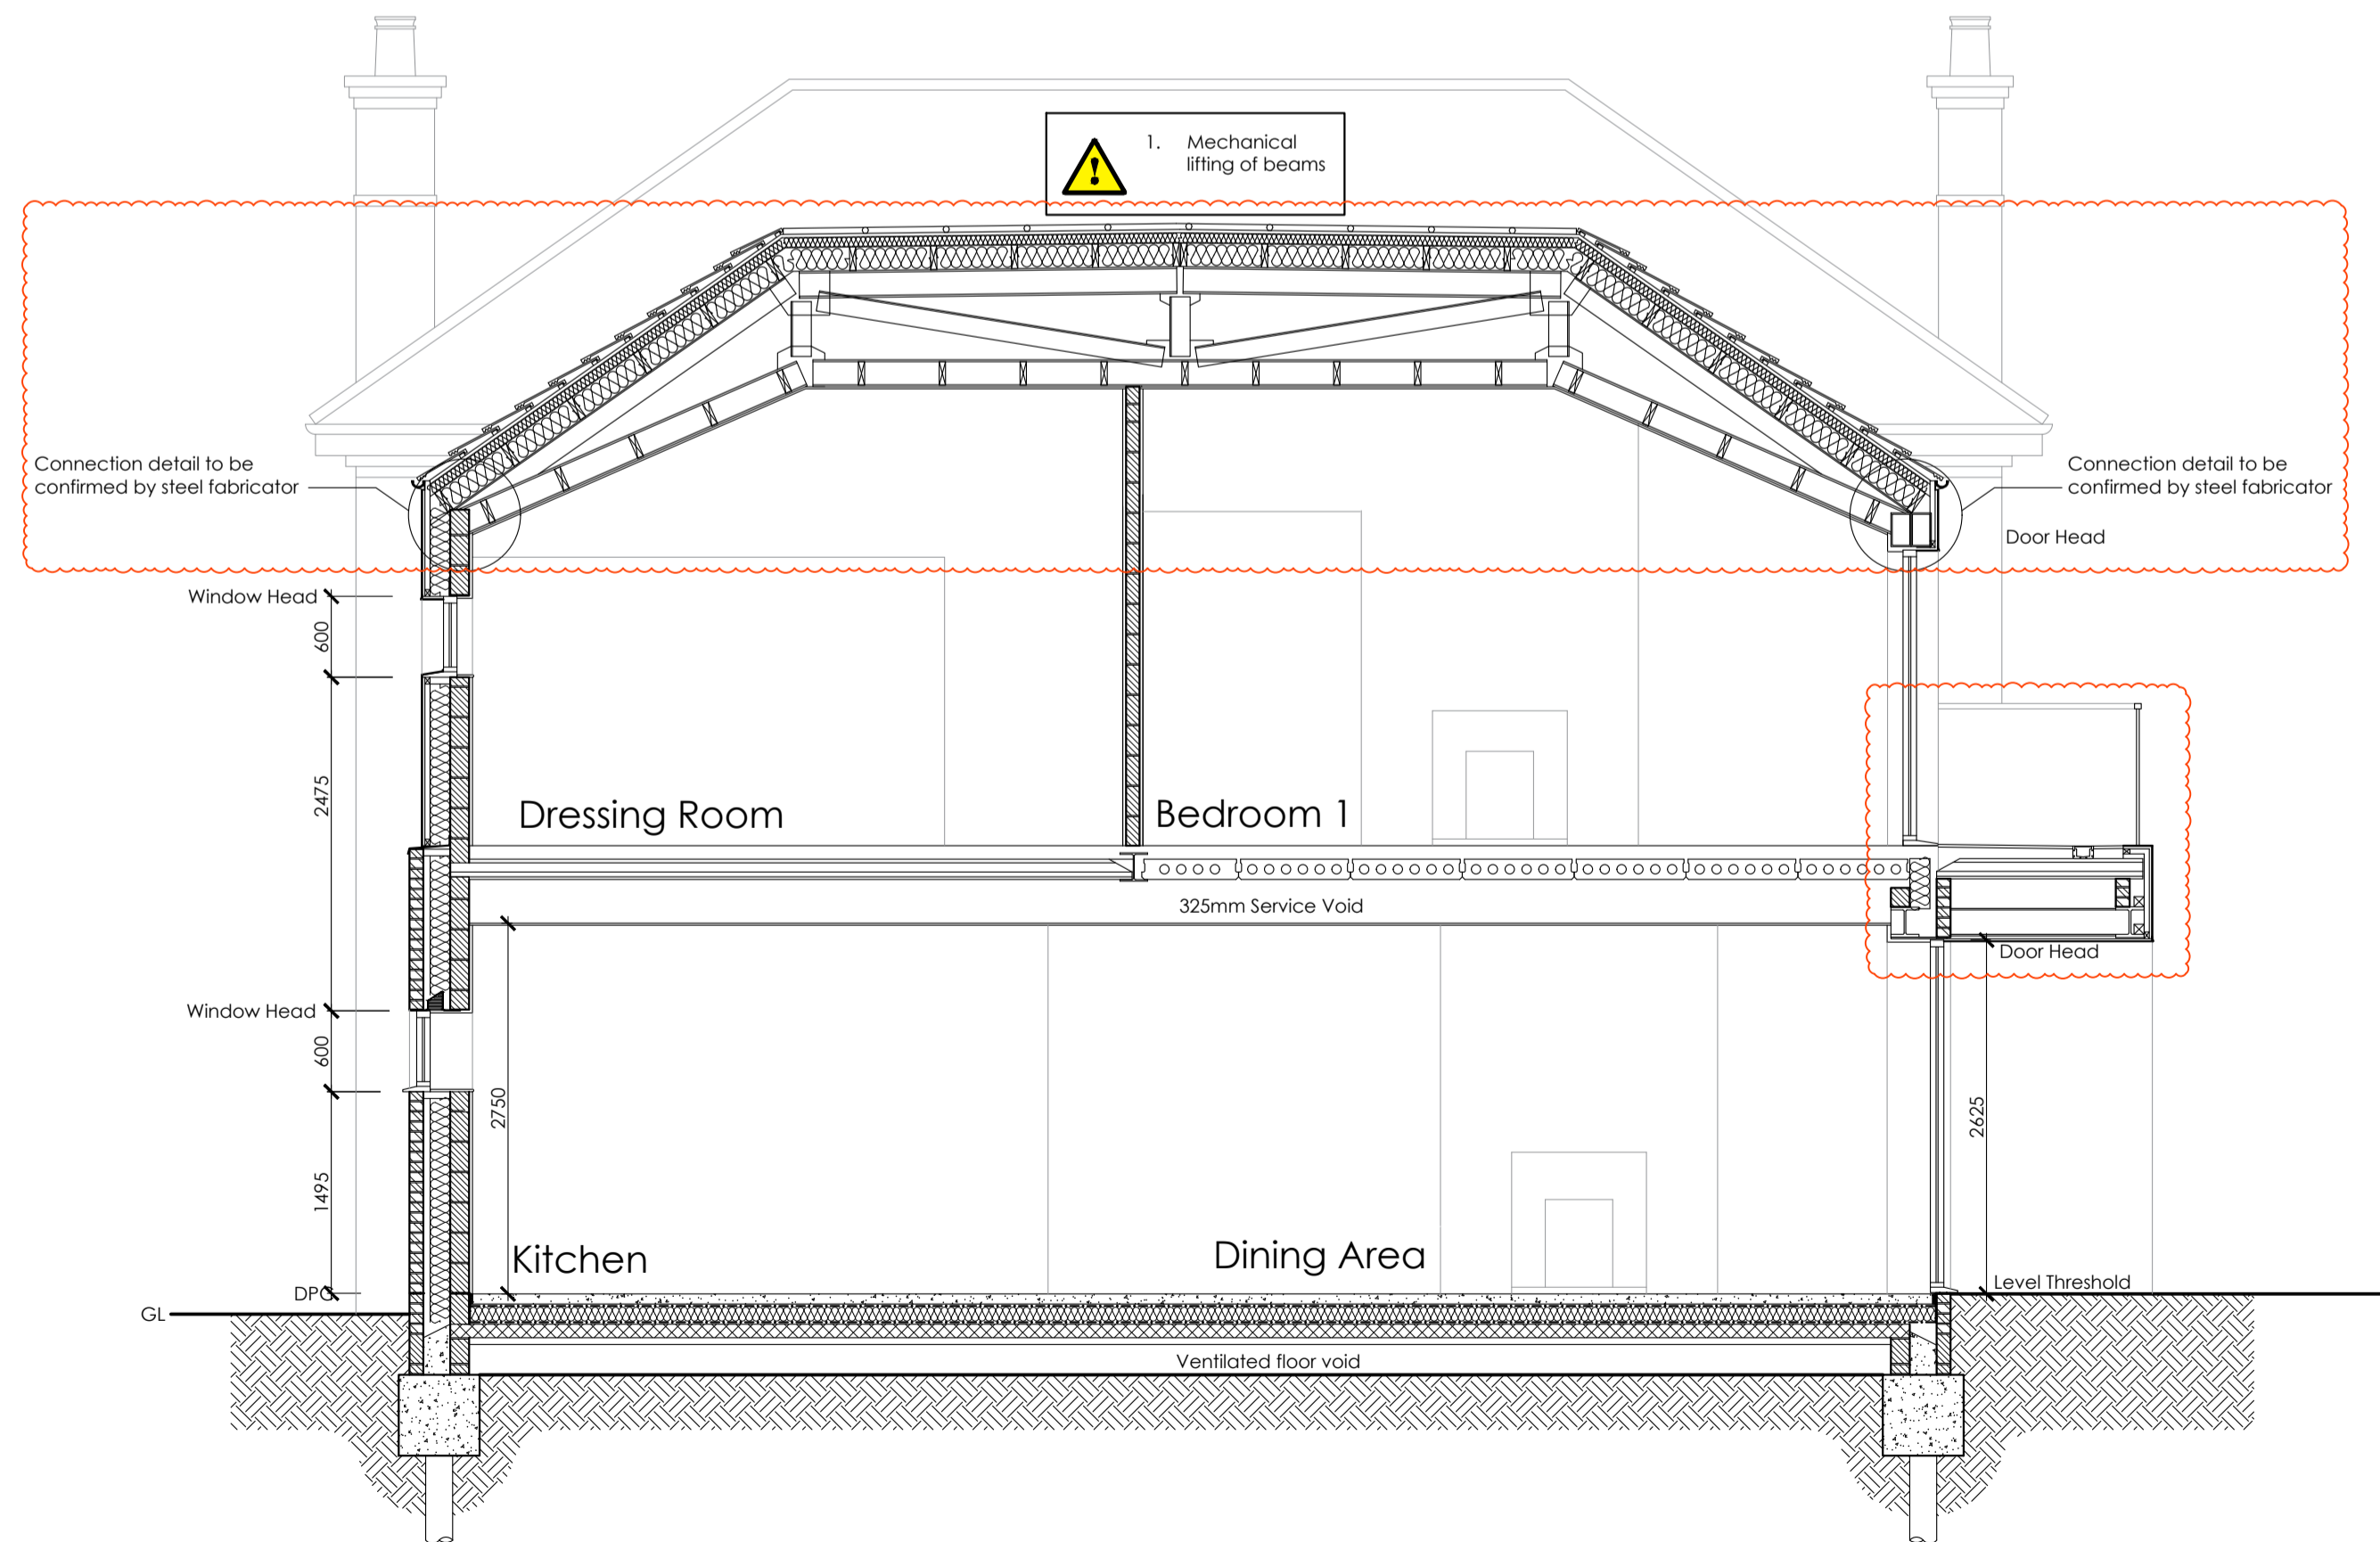 1. Mechanical
lifting of beams
Connection detail to be
confirmed by steel fabricator
Connection detail to be
confirmed by steel fabricator
Door Head
Window Head
600
2475
Dressing Room
Bedroom 1
325mm Service Void
Door Head
Window Head
600
2750
2625
1495
Kitchen
Dining Area
Level Threshold
DPC
GL
Ventilated floor void